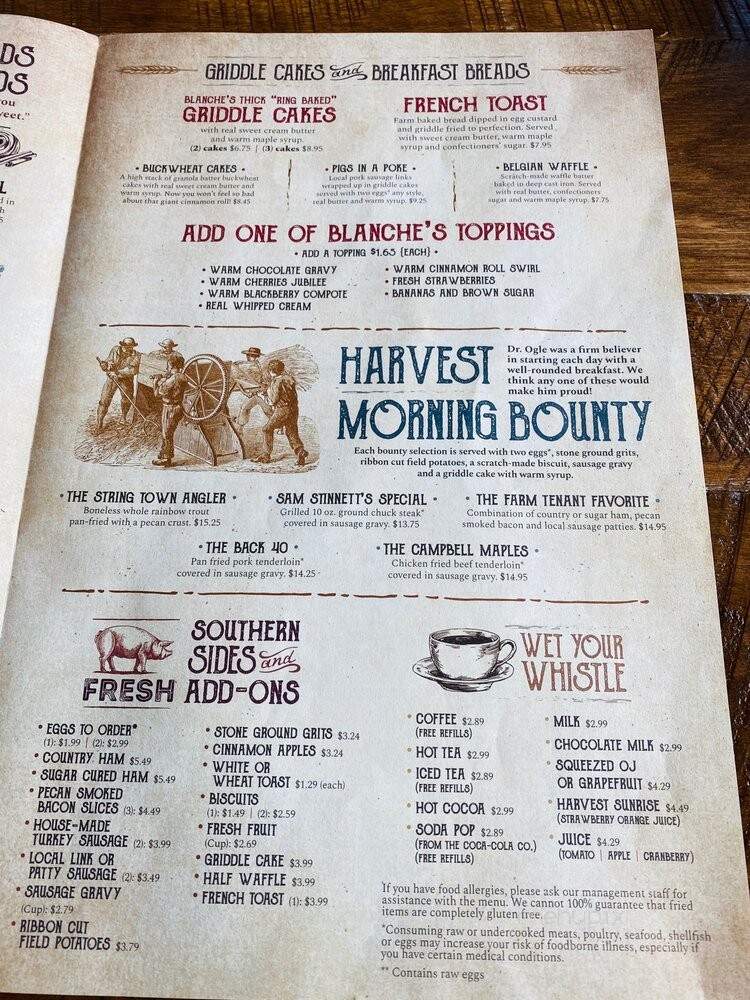 DS
OS
you
veet."
L
d in
h
5
GRIDDLE CAKES and BREAKFAST BREADS
BLANCHE'S THICK "RING BAKED"
GRIDDLE CAKES
with real sweet cream butter
and warm maple syrup.
(2) cakes $6.75 | (3) cakes $8.95
FRENCH TOAST
Farm baked bread dipped in egg custard
and griddle fried to perfection. Served
with sweet cream butter, warm maple
syrup and confectioners' sugar. $7.95
• BUCKWHEAT CAKES •
A high stack of granola batter buckwheat
cakes with real sweet cream butter and
warm syrup. Now you won't feel so bad
about that giant cinnamon roll! $8.45
• PIGS IN A POKE •
Local pork sausage links
wrapped up in griddle cakes
served with two eggs* any style,
real butter and warm syrup. $9.25
• BELGIAN WAFFLE •
Scratch-made waffle batter
baked in deep cast iron. Served
with real butter, confectioners
sugar and warm maple syrup. $7.75
ADD ONE OF BLANCHE'S TOPPINGS
• ADD A TOPPING $1.65 (EACH) •
• WARM CHOCOLATE GRAVY
• WARM CHERRIES JUBILEE
• WARM BLACKBERRY COMPOTE
• REAL WHIPPED CREAM
• WARM CINNAMON ROLL SWIRL
• FRESH STRAWBERRIES
• BANANAS AND BROWN SUGAR
HARVEST
MORNING BOUNTY
Dr. Ogle was a firm believer
in starting each day with a
well-rounded breakfast. We
think any one of these would
make him proud!
Each bounty selection is served with two eggs*, stone ground grits,
ribbon cut field potatoes, a scratch-made biscuit, sausage gravy
and a griddle cake with warm syrup.
• THE STRING TOWN ANGLER •
Boneless whole rainbow trout
pan-fried with a pecan crust. $15.25
• SAM STINNETT'S SPECIAL •
Grilled 10 oz. ground chuck steak*
covered in sausage gravy. $13.75
• THE FARM TENANT FAVORITE •
Combination of country or sugar ham, pecan
smoked bacon and local sausage patties. $14.95
• THE BACK 40 •
Pan fried pork tenderloin*
covered in sausage gravy. $14.25
• THE CAMPBELL MAPLES •
Chicken fried beef tenderloin*
covered in sausage gravy. $14.95
SOUTHERN
SIDES and
FRESH ADD-ONS
• EGGS TO ORDER*
(1): $1.99 | (2): $2.99
• COUNTRY HAM $5.49
• SUGAR CURED HAM $5.49
• PECAN SMOKED
BACON SLICES (3): $4.49
• HOUSE-MADE
TURKEY SAUSAGE (2): $3.99
• LOCAL LINK OR
PATTY SAUSAGE (2): $3.49
• SAUSAGE GRAVY
(Cup): $2.79
• RIBBON CUT
FIELD POTATOES $3.79
• STONE GROUND GRITS $3.24
• CINNAMON APPLES $3.24
• WHITE OR
WHEAT TOAST $1.29 (each)
• BISCUITS
(1): $1.49 | (2): $2.59
• FRESH FRUIT
(Cup): $2.69
• GRIDDLE CAKE $3.99
• HALF WAFFLE $3.99
• FRENCH TOAST (1): $3.99
WET YOUR
WHISTLE
• COFFEE $2.89
(FREE REFILLS)
• HOT TEA $2.99
• ICED TEA $2.89
(FREE REFILLS)
• HOT COCOA $2.99
• SODA POP $2.89
(FROM THE COCA-COLA CO.)
(FREE REFILLS)
• MILK $2.99
• CHOCOLATE MILK $2.99
• SQUEEZED OJ
OR GRAPEFRUIT $4.29
• HARVEST SUNRISE $4.49
(STRAWBERRY ORANGE JUICE)
• JUICE $4.29
(TOMATO | APPLE | CRANBERRY)
If you have food allergies, please ask our management staff for
assistance with the menu. We cannot 100% guarantee that fried
items are completely gluten free.
*Consuming raw or undercooked meats, poultry, seafood, shellfish
or eggs may increase your risk of foodborne illness, especially if
you have certain medical conditions.
** Contains raw eggs